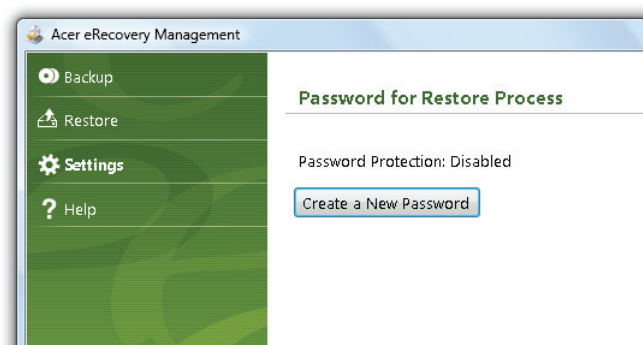 Acer eRecovery Management
Backup
Restore
Settings
? Help
Password for Restore Process
Password Protection: Disabled
Create a New Password